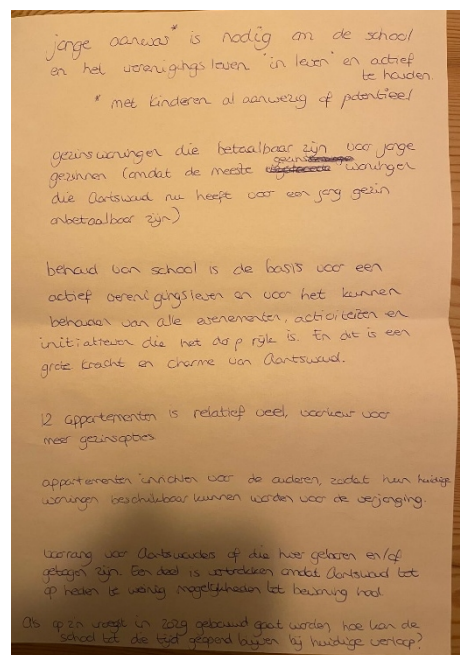 jonge aanwas* is nodig om de school
en het verenigingsleven "in leven" en actief
te houden.
* met kinderen al aanwezig of potentieel
gezinswoningen die betaalbaar zijn voor jonge
gezinnen (omdat de meeste gezins woningen
die Aartswoud nu heeft voor een jong gezin
onbetaalbaar zijn)
behoud van school is de basis voor een
actief verenigingsleven en voor het kunnen
behouden van alle evenementen, activiteiten en
initiatieven die het dorp rijk is. En dit is een
grote kracht en charme van Aartswoud.
12 appartementen is relatief veel, voorkeur voor
meer gezinsopties
appartementen inrichten voor de ouderen, zodat hun huidige
woningen beschikbaar kunnen worden voor de verjonging.
Voorrang voor Aartswouders of die hier geboren en/of
getogen zijn. Een deel is vertrokken omdat Aartswoud tot
op heden te weinig mogelijkheden tot bewoning had
Als op z'n vroegst in 2029 gebouwd gaat worden hoe kan de
school tot die tijd geopend blijven bij huidige verloop?